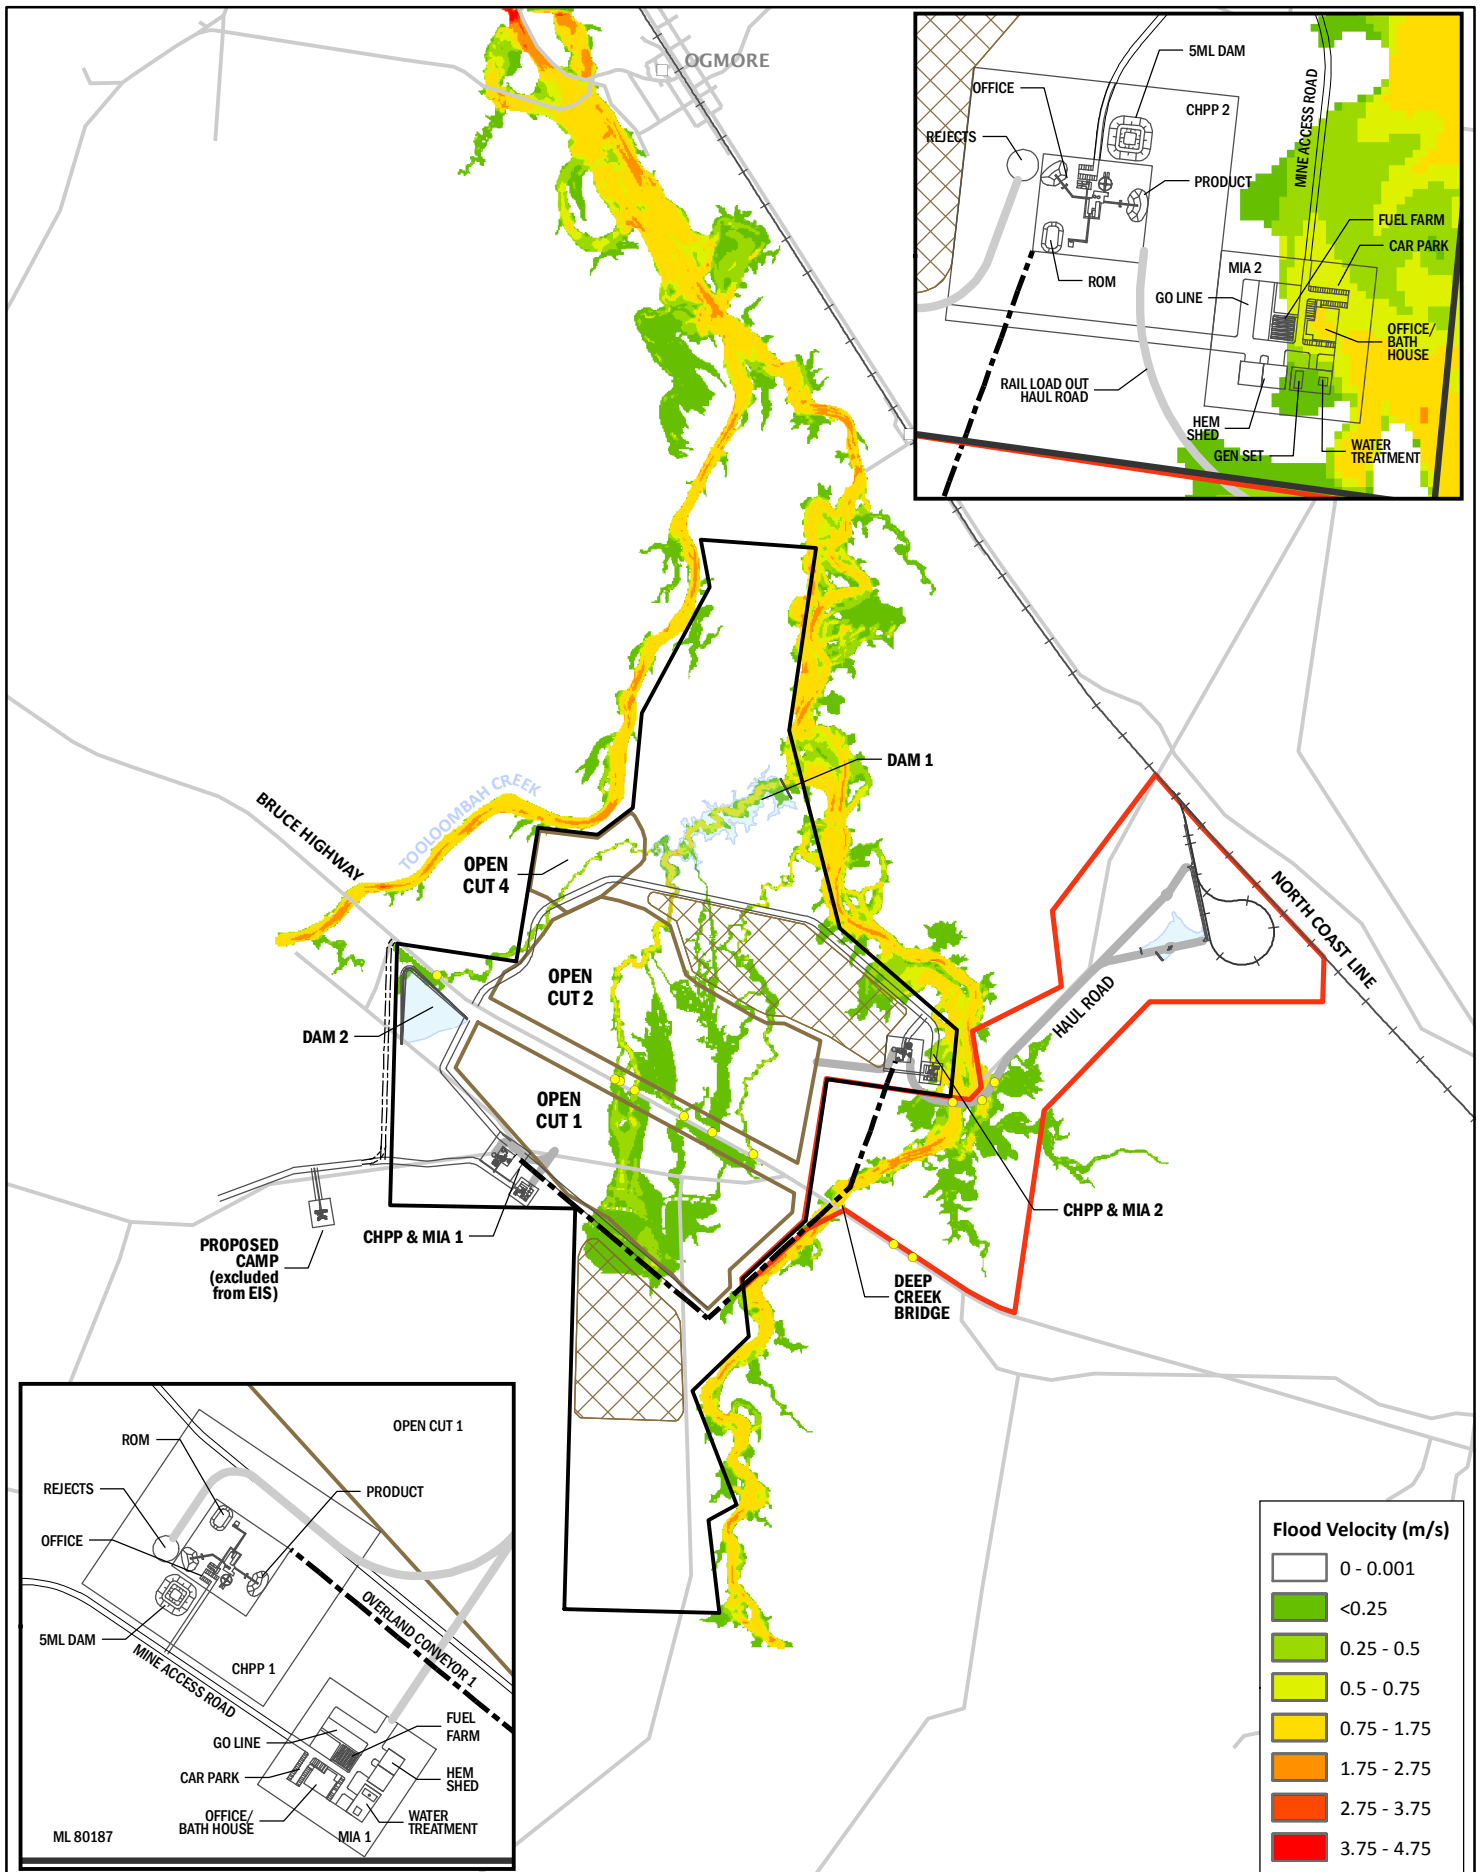 OGMORE
5ML DAM
OFFICE
CHPP 2
REJECTS
MINE ACCESS ROAD
PRODUCT
FUEL FARM
CAR PARK
MIA 2
ROM
GO LINE
OFFICE/
BATH
HOUSE
RAIL LOAD OUT
HAUL ROAD
HEM
SHED
GEN SET
WATER
TREATMENT
DAM 1
BRUCE HIGHWAY
TOOLOOMBAH CREEK
OPEN
CUT 4
NORTH COAST LINE
OPEN
CUT 2
HAUL ROAD
DAM 2
OPEN
CUT 1
CHPP & MIA 2
CHPP & MIA 1
PROPOSED
CAMP
(excluded
from EIS)
DEEP
CREEK
BRIDGE
OPEN CUT 1
ROM
REJECTS
PRODUCT
OFFICE
OVERLAND CONVEYOR 1
5ML DAM
MINE ACCESS ROAD
CHPP 1
FUEL
FARM
GO LINE
CAR PARK
HEM
SHED
OFFICE/
BATH HOUSE
WATER
TREATMENT
ML 80187
MIA 1
Flood Velocity (m/s)
0 - 0.001
<0.25
0.25 - 0.5
0.5 - 0.75
0.75 - 1.75
1.75 - 2.75
2.75 - 3.75
3.75 - 4.75